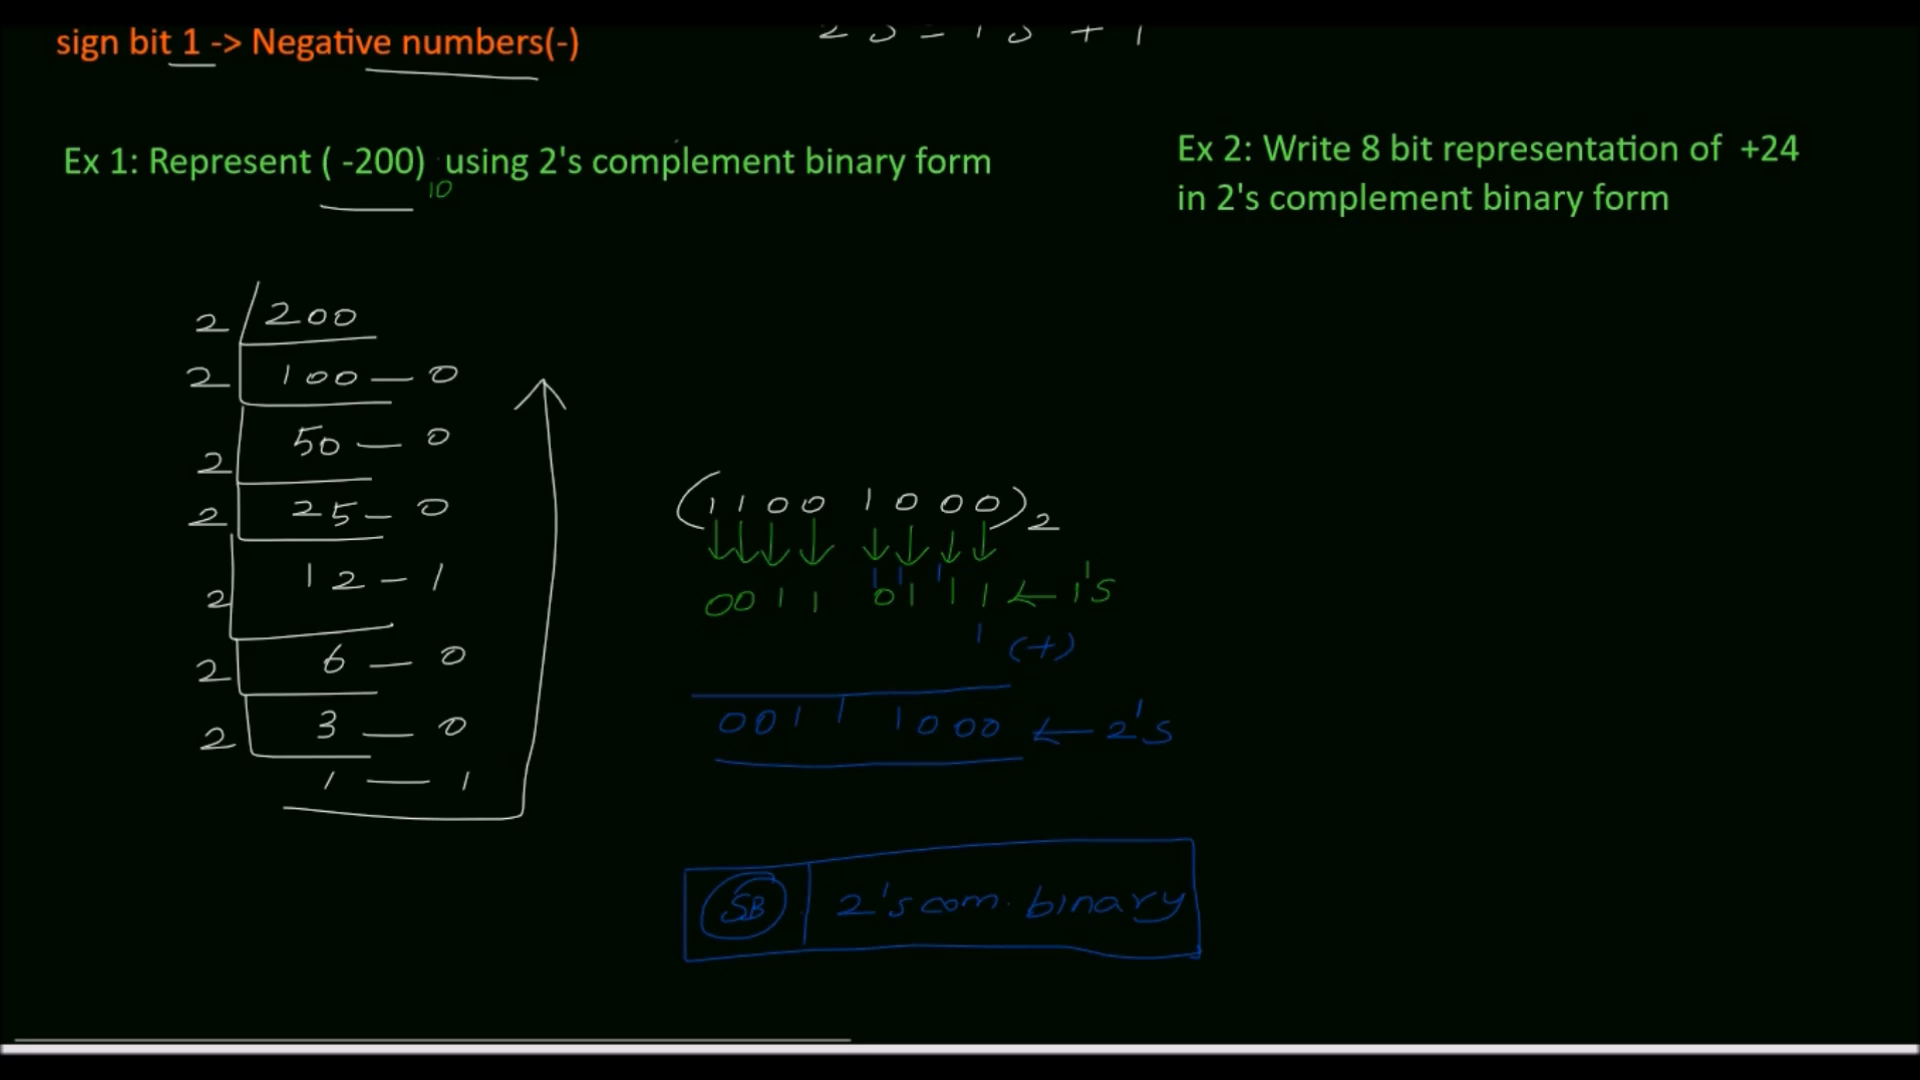 sign bit 1 -> Negative numbers(-)
Ex 1: Represent ( -200)10 using 2's complement binary form
2 200
2 100 — 0
2 50 — 0
2 25 — 0
2 12 - 1
2 6 — 0
2 3 — 0
1 — 1
(1100 1000)2
1 1 1
0011 0111 ← 1's
1 (+)
0011 1000 ← 2's
SB 2's com. binary
Ex 2: Write 8 bit representation of +24
in 2's complement binary form